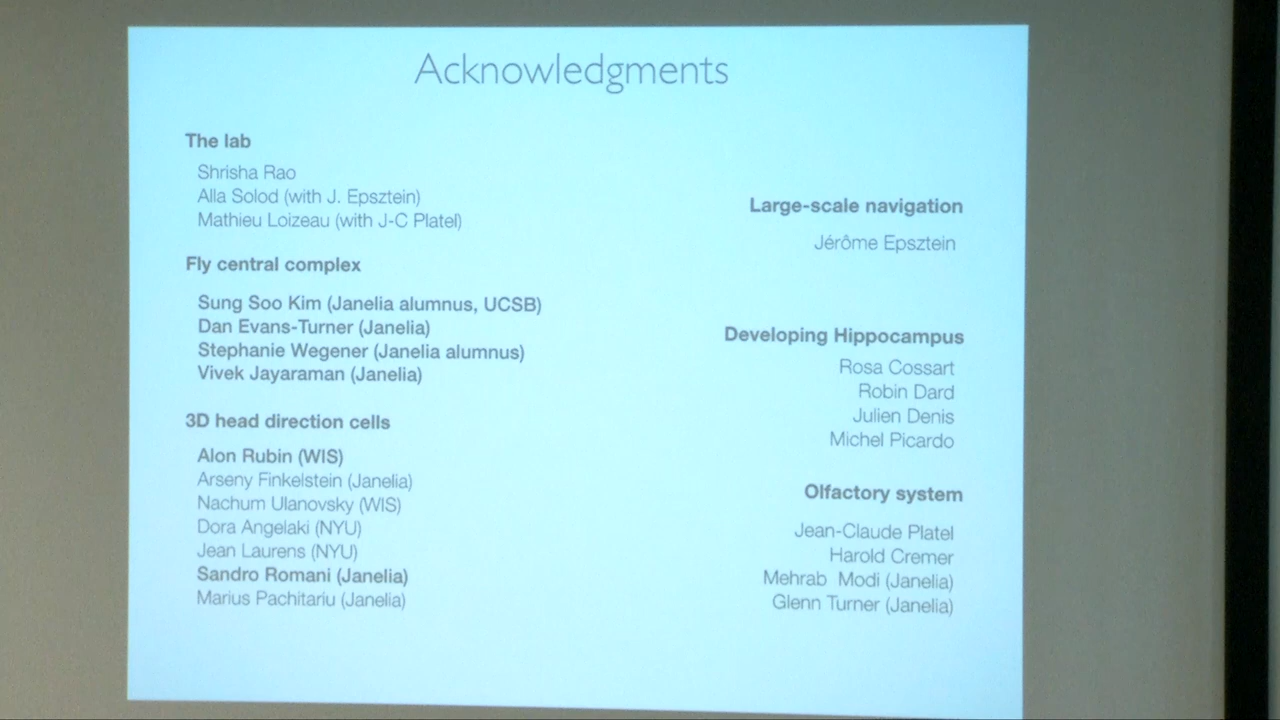 Acknowledgments
The lab
Shrisha Rao
Alla Solod (with J. Epsztein)
Mathieu Loizeau (with J-C Platel)
Fly central complex
Sung Soo Kim (Janelia alumnus, UCSB)
Dan Evans-Turner (Janelia)
Stephanie Wegener (Janelia alumnus)
Vivek Jayaraman (Janelia)
3D head direction cells
Alon Rubin (WIS)
Arseny Finkelstein (Janelia)
Nachum Ulanovsky (WIS)
Dora Angelaki (NYU)
Jean Laurens (NYU)
Sandro Romani (Janelia)
Marius Pachitariu (Janelia)
Large-scale navigation
Jérôme Epsztein
Developing Hippocampus
Rosa Cossart
Robin Dard
Julien Denis
Michel Picardo
Olfactory system
Jean-Claude Platel
Harold Cremer
Mehrab Modi (Janelia)
Glenn Turner (Janelia)